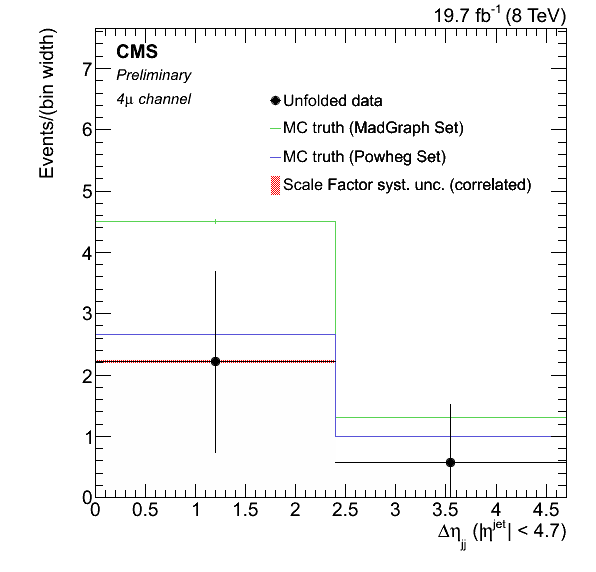 19.7 fb⁻¹ (8 TeV)
Events/(bin width)
CMS
Preliminary
4μ channel
Unfolded data
MC truth (MadGraph Set)
MC truth (Powheg Set)
Scale Factor syst. unc. (correlated)
7
6
5
4
3
2
1
0
0 0.5 1 1.5 2 2.5 3 3.5 4 4.5
Δη_jj (|η^jet| < 4.7)